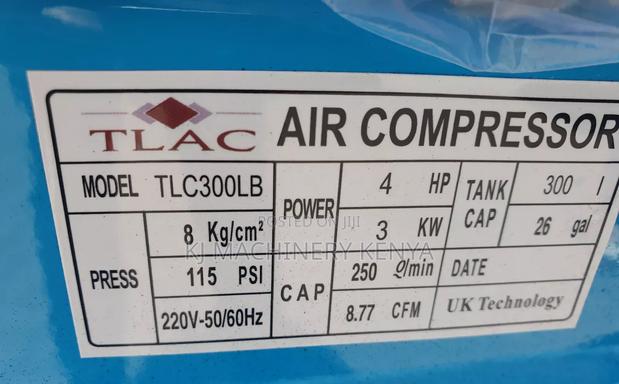 TLAC AIR COMPRESSOR
MODEL TLC300LB
PRESS
8 Kg/cm²
115 PSI
220V-50/60Hz
POWER
4 HP
3 KW
CAP
250 ℓ/min
8.77 CFM
TANK CAP
300 l
26 gal
DATE
UK Technology
POSTED ON JIJI
KJ MACHINERY KENYA